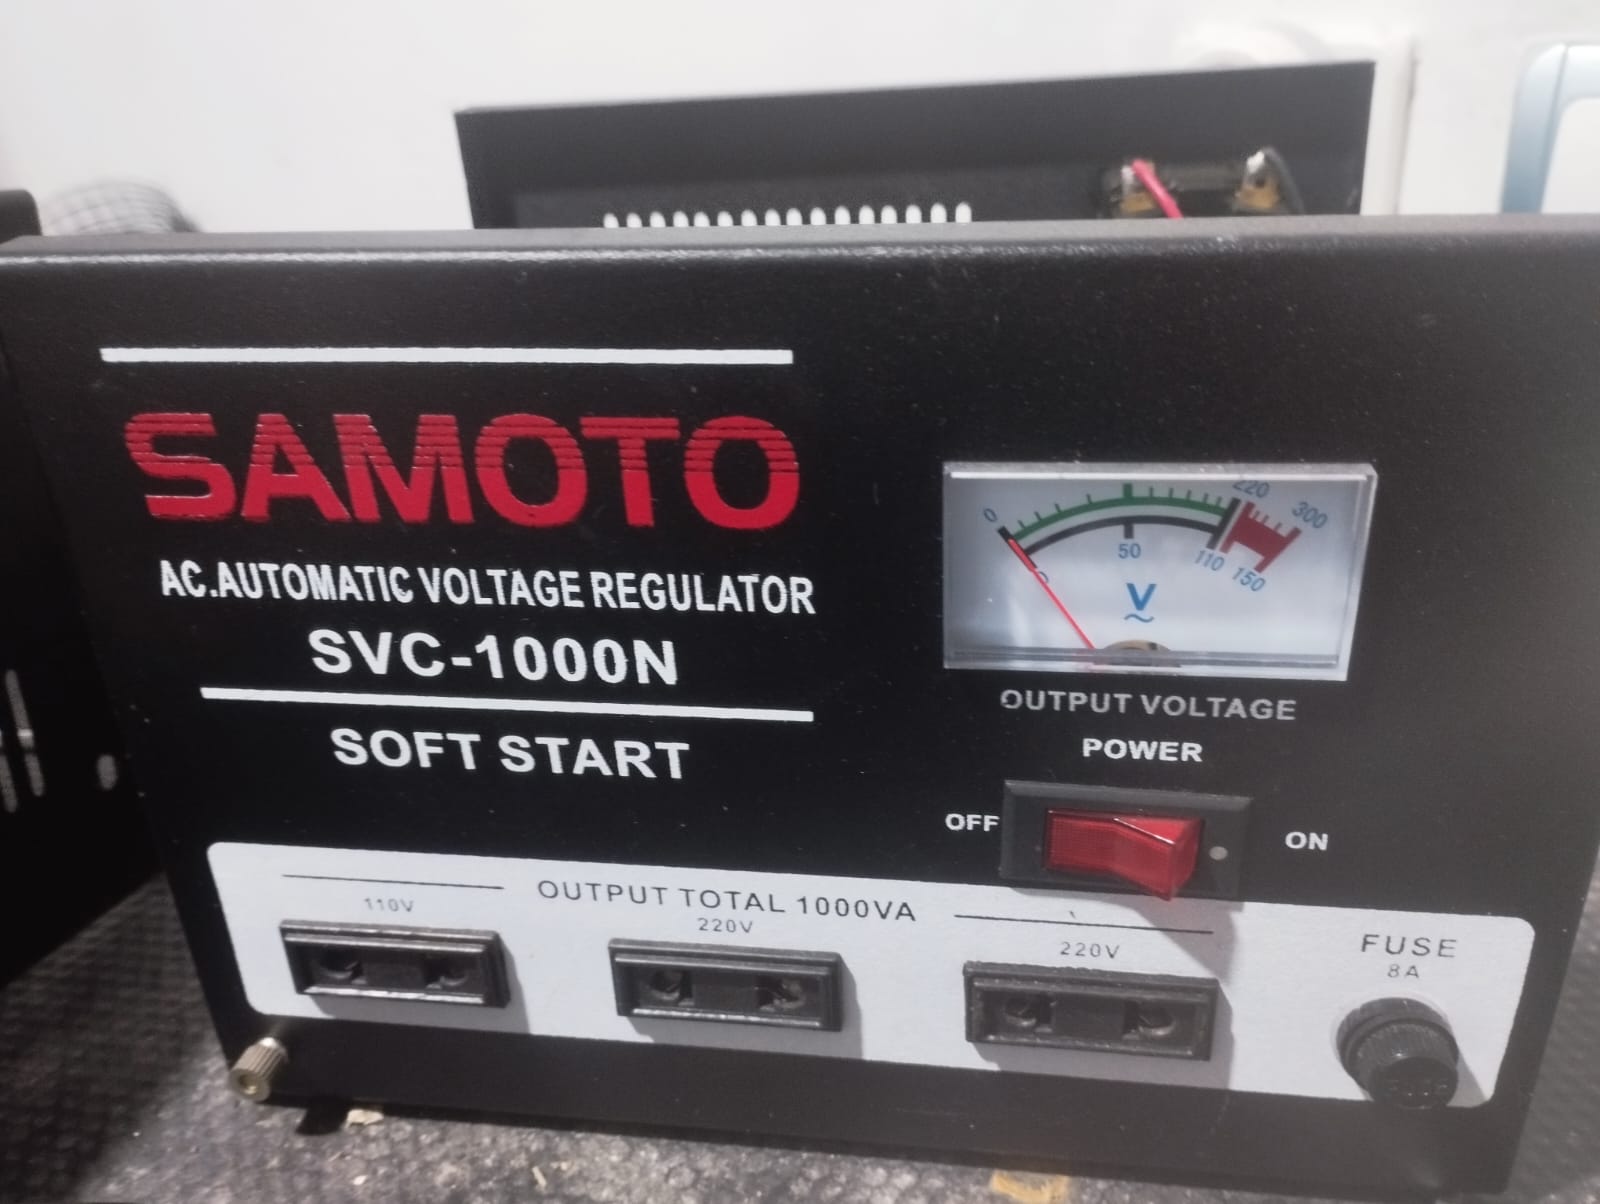 SAMOTO
AC.AUTOMATIC VOLTAGE REGULATOR
SVC-1000N
SOFT START
0 220 300
0 50 110 150
V
OUTPUT VOLTAGE
POWER
OFF ON
OUTPUT TOTAL 1000VA
110V 220V 220V
FUSE
8A